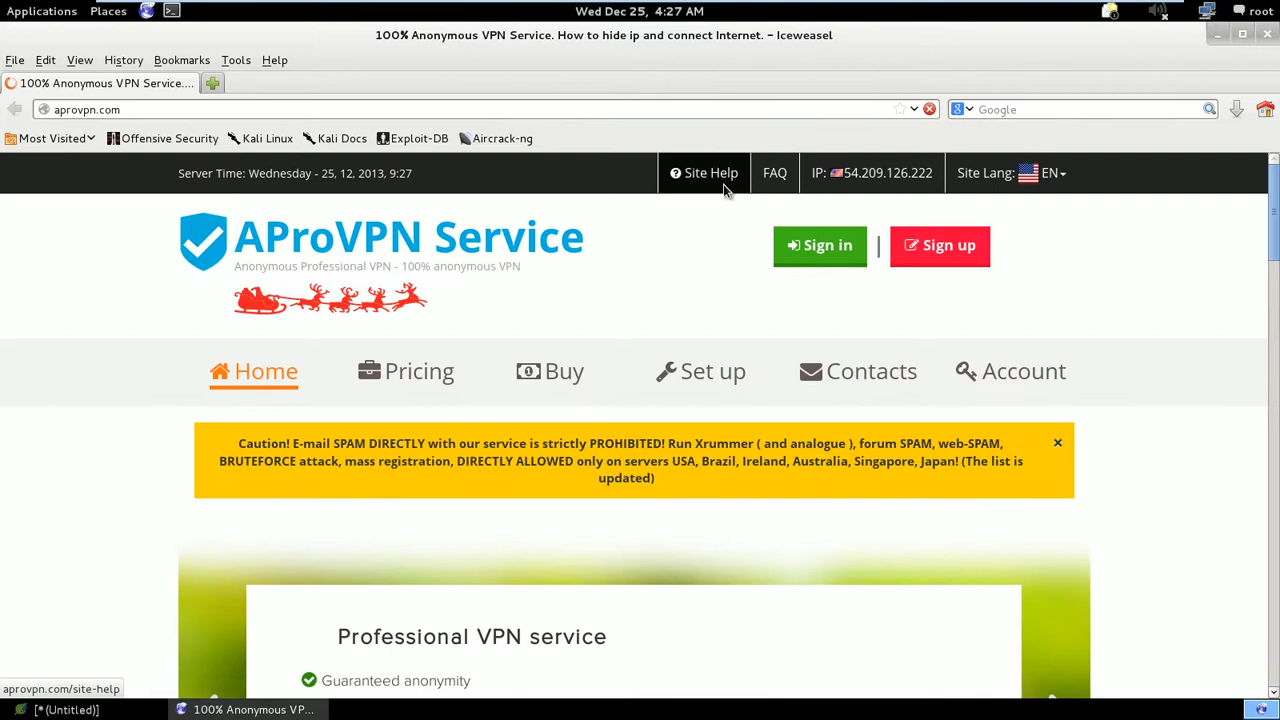 Applications Places Wed Dec 25, 4:27 AM root
100% Anonymous VPN Service. How to hide ip and connect Internet. - Iceweasel
File Edit View History Bookmarks Tools Help
100% Anonymous VPN Service....
aprovpn.com Google
Most Visited Offensive Security Kali Linux Kali Docs Exploit-DB Aircrack-ng
Server Time: Wednesday - 25, 12, 2013, 9:27 Site Help FAQ IP: 54.209.126.222 Site Lang: EN
AProVPN Service Sign in | Sign up
Anonymous Professional VPN - 100% anonymous VPN
Home Pricing Buy Set up Contacts Account
Caution! E-mail SPAM DIRECTLY with our service is strictly PROHIBITED! Run Xrummer ( and analogue ), forum SPAM, web-SPAM,
BRUTEFORCE attack, mass registration, DIRECTLY ALLOWED only on servers USA, Brazil, Ireland, Australia, Singapore, Japan! (The list is
updated)
Professional VPN service
Guaranteed anonymity
aprovpn.com/site-help
[*(Untitled)] 100% Anonymous VP...